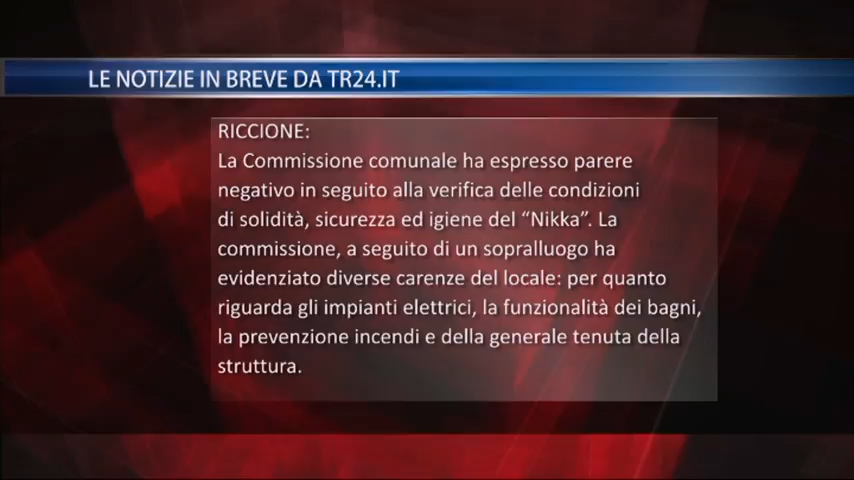 LE NOTIZIE IN BREVE DA TR24.IT
RICCIONE:
La Commissione comunale ha espresso parere
negativo in seguito alla verifica delle condizioni
di solidità, sicurezza ed igiene del “Nikka”. La
commissione, a seguito di un sopralluogo ha
evidenziato diverse carenze del locale: per quanto
riguarda gli impianti elettrici, la funzionalità dei bagni,
la prevenzione incendi e della generale tenuta della
struttura.